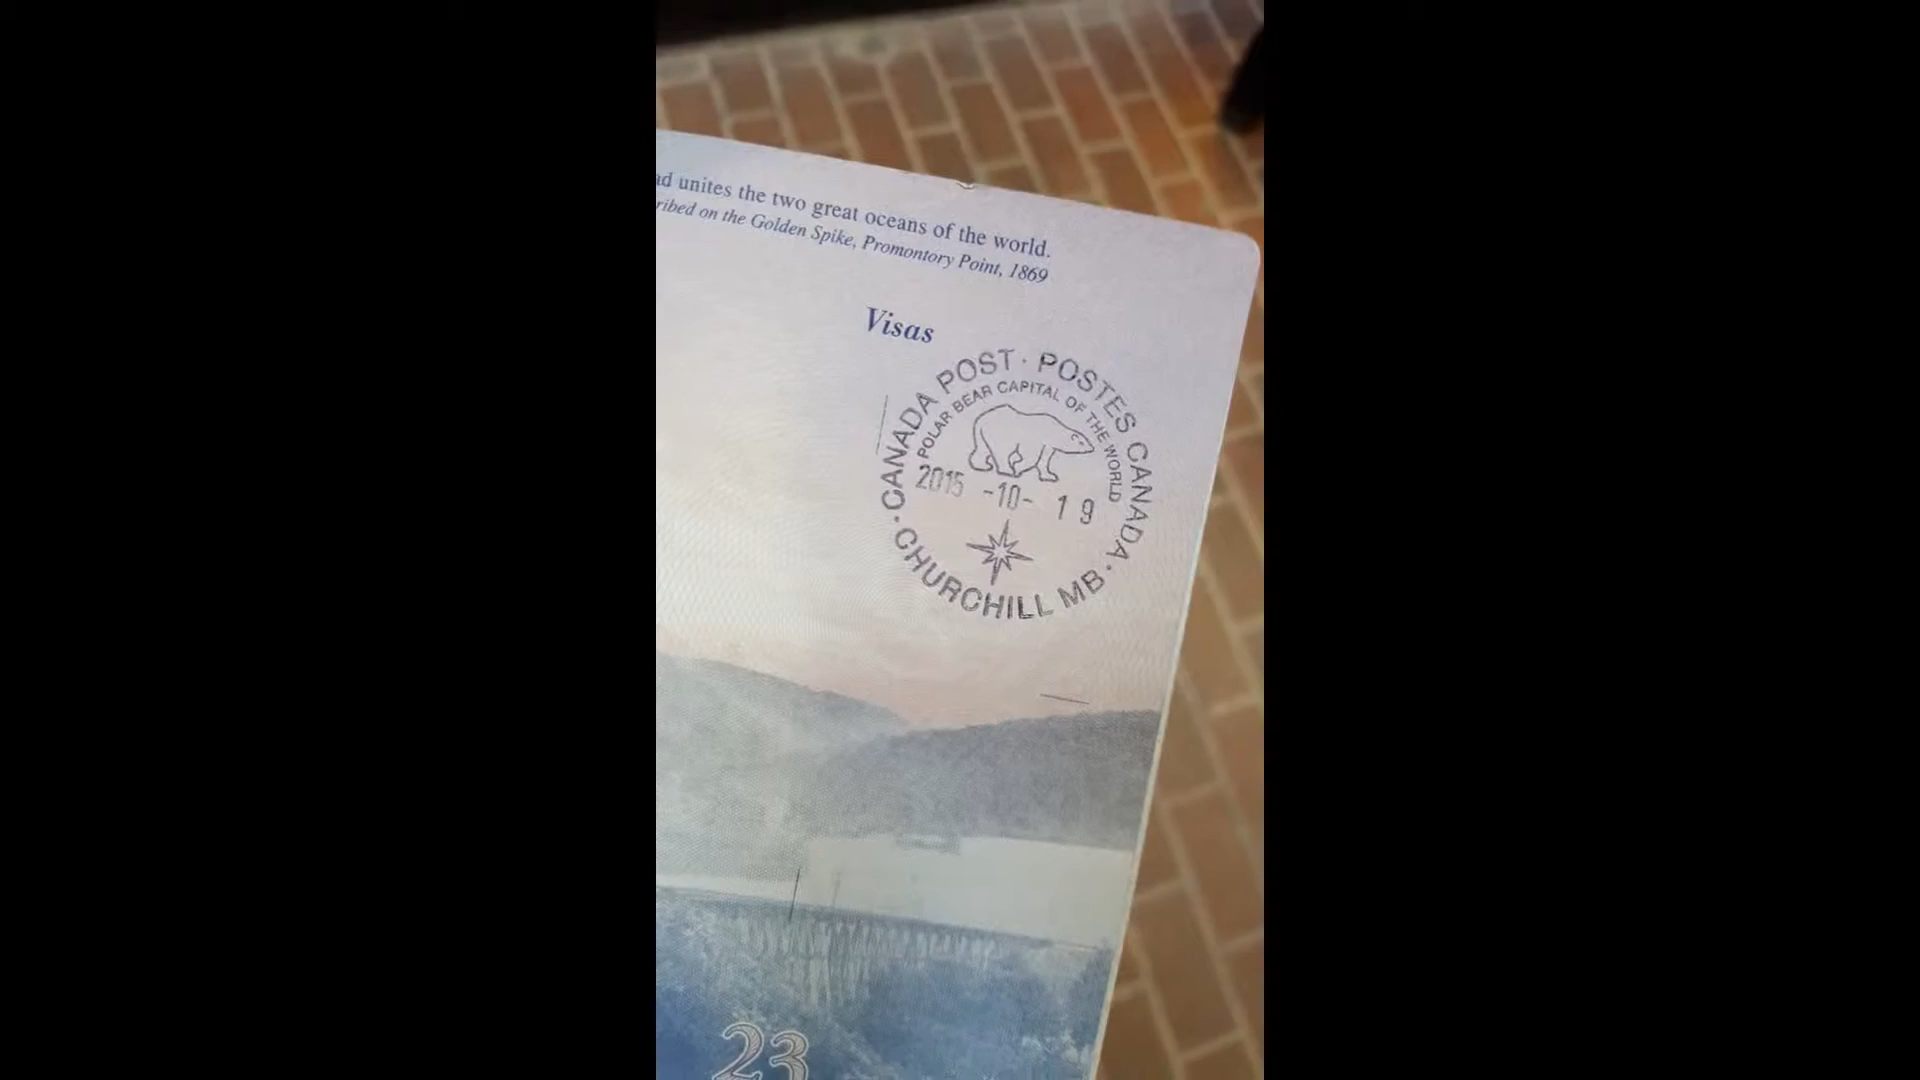 unites the two great oceans of the world.
on the Golden Spike, Promontory Point, 1869
Visas
CANADA POST · POSTES CANADA
POLAR BEAR CAPITAL OF THE WORLD
2015 -10- 19
· CHURCHILL MB ·
23